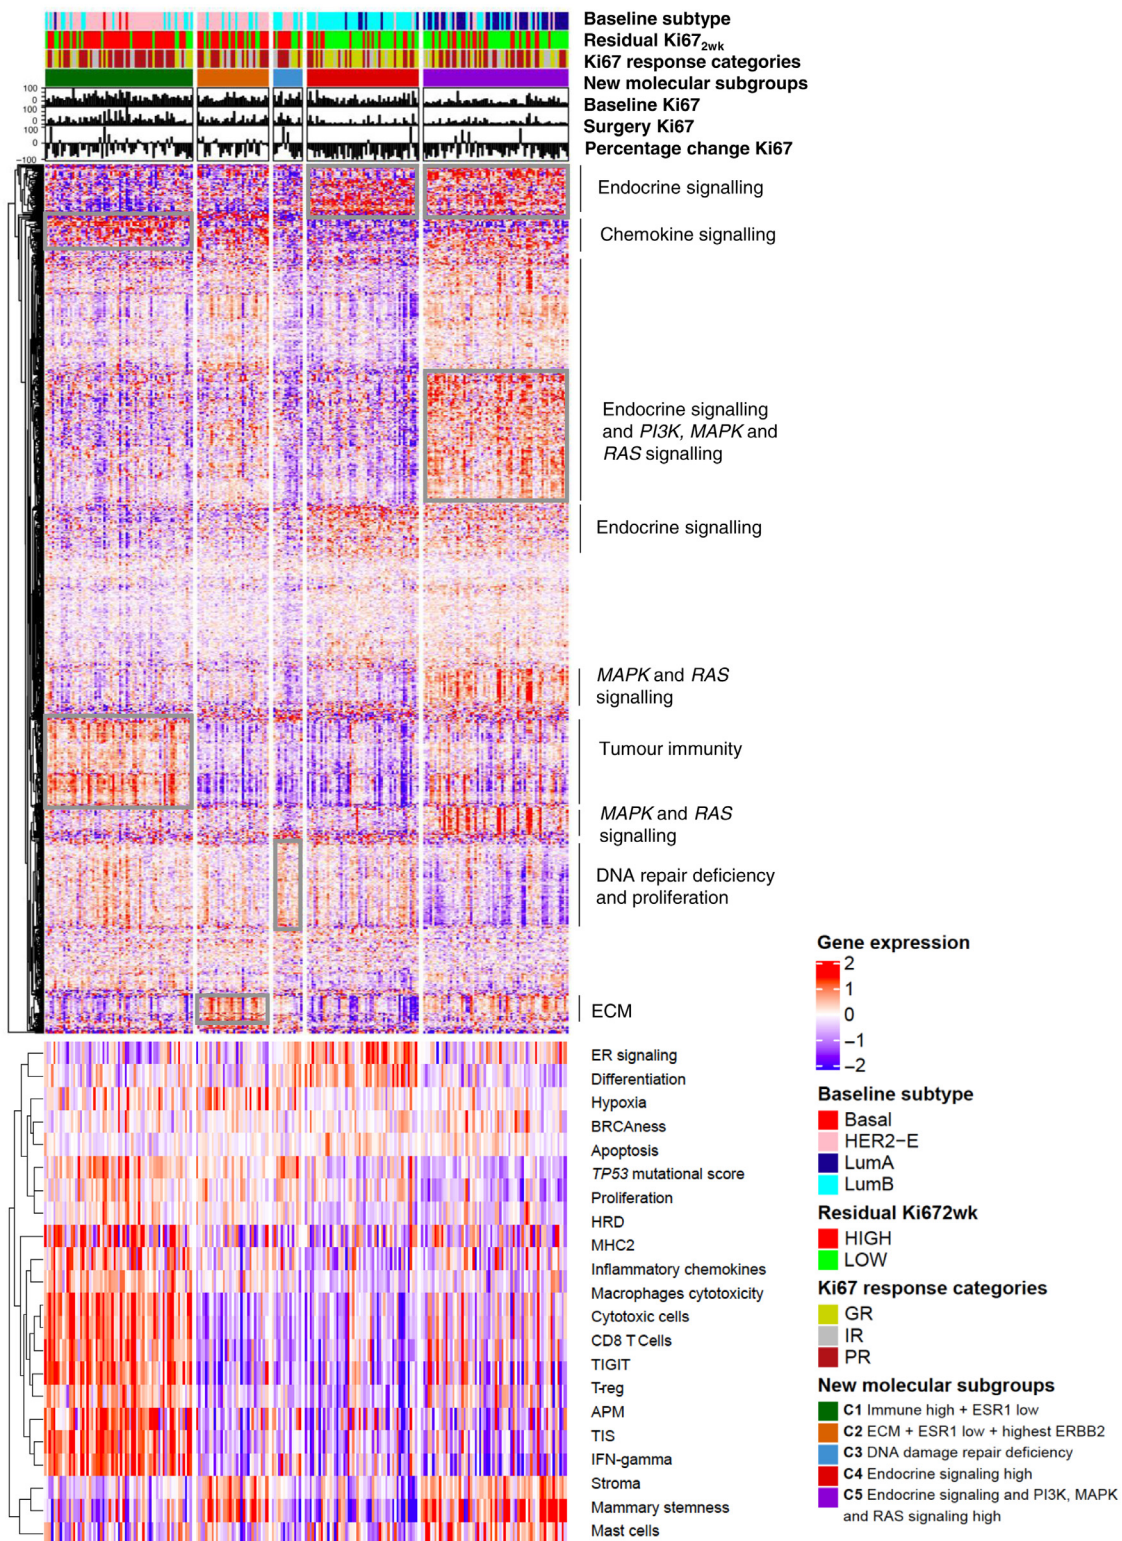 Baseline subtype
Residual Ki672wk
Ki67 response categories
New molecular subgroups
100
0
Baseline Ki67
100
0
Surgery Ki67
100
0
−100
Percentage change Ki67
Endocrine signalling
Chemokine signalling
Endocrine signalling
and PI3K, MAPK and
RAS signalling
Endocrine signalling
MAPK and RAS
signalling
Tumour immunity
MAPK and RAS
signalling
DNA repair deficiency
and proliferation
ECM
ER signaling
Differentiation
Hypoxia
BRCAness
Apoptosis
TP53 mutational score
Proliferation
HRD
MHC2
Inflammatory chemokines
Macrophages cytotoxicity
Cytotoxic cells
CD8 T Cells
TIGIT
T-reg
APM
TIS
IFN-gamma
Stroma
Mammary stemness
Mast cells
Gene expression
2
1
0
−1
−2
Baseline subtype
Basal
HER2−E
LumA
LumB
Residual Ki672wk
HIGH
LOW
Ki67 response categories
GR
IR
PR
New molecular subgroups
C1 Immune high + ESR1 low
C2 ECM + ESR1 low + highest ERBB2
C3 DNA damage repair deficiency
C4 Endocrine signaling high
C5 Endocrine signaling and PI3K, MAPK
and RAS signaling high